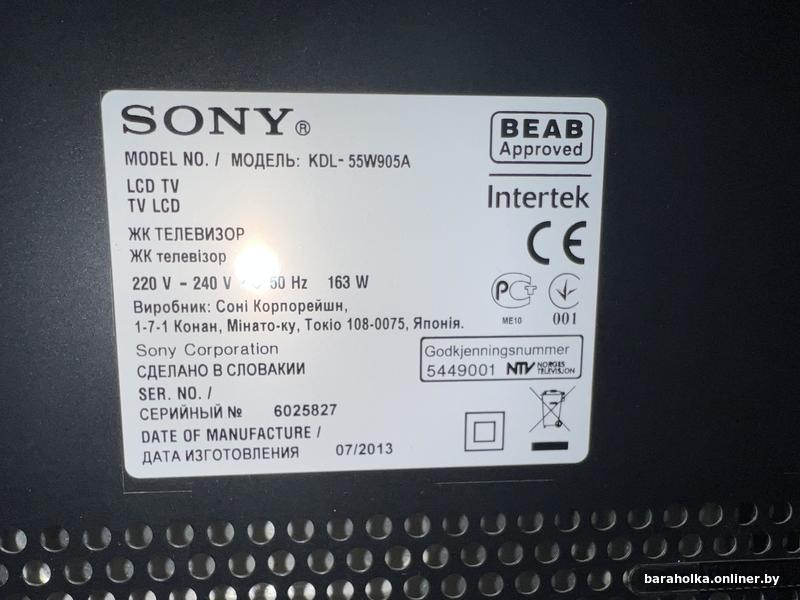 SONY®
BEAB
Approved
MODEL NO. / МОДЕЛЬ: KDL- 55W905A
LCD TV
TV LCD
Intertek
CE
ЖК ТЕЛЕВИЗОР
ЖК телевізор
220 V - 240 V 50 Hz 163 W
ME10
001
Виробник: Соні Корпорейшн,
1-7-1 Конан, Мінато-ку, Токіо 108-0075, Японія.
Sony Corporation
СДЕЛАНО В СЛОВАКИИ
Godkjenningsnummer
5449001 NTV NORGES
TELEVISJON
SER. NO. /
СЕРИЙНЫЙ № 6025827
DATE OF MANUFACTURE /
ДАТА ИЗГОТОВЛЕНИЯ 07/2013
baraholka.onliner.by